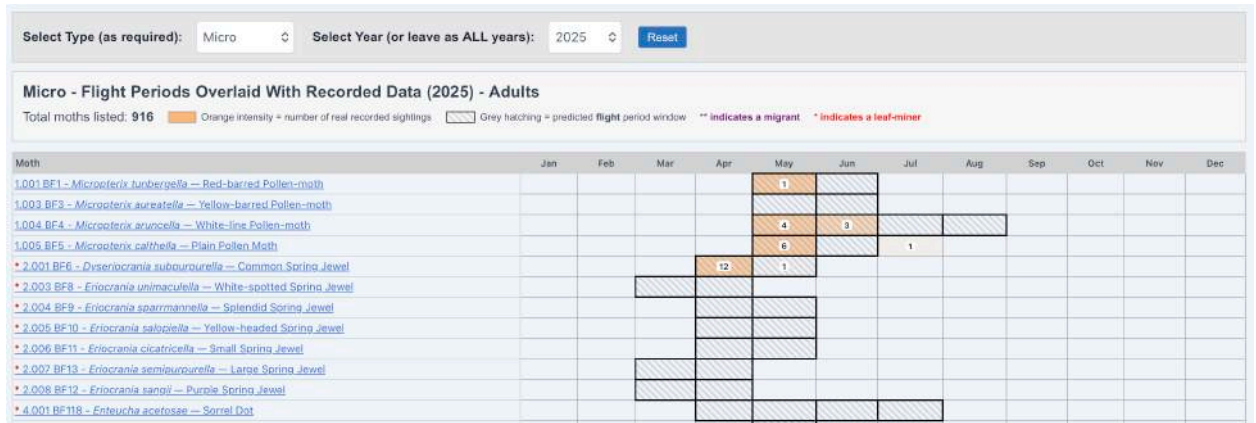 Select Type (as required): Micro Select Year (or leave as ALL years): 2025 Reset
Micro - Flight Periods Overlaid With Recorded Data (2025) - Adults
Total moths listed: 916 Orange intensity = number of real recorded sightings Grey hatching = predicted flight period window ** indicates a migrant * indicates a leaf-miner
Moth Jan Feb Mar Apr May Jun Jul Aug Sep Oct Nov Dec
1.001 BF1 - Micropterix tunbergella — Red-barred Pollen-moth 1
1.003 BF3 - Micropterix aureatella — Yellow-barred Pollen-moth
1.004 BF4 - Micropterix aruncella — White-line Pollen-moth 4 3
1.005 BF5 - Micropterix calthella — Plain Pollen Moth 6 1
* 2.001 BF6 - Dyseriocrania subpurpurella — Common Spring Jewel 12 1
* 2.003 BF8 - Eriocrania unimaculella — White-spotted Spring Jewel
* 2.004 BF9 - Eriocrania sparrmannella — Splendid Spring Jewel
* 2.005 BF10 - Eriocrania salopiella — Yellow-headed Spring Jewel
* 2.006 BF11 - Eriocrania cicatricella — Small Spring Jewel
* 2.007 BF13 - Eriocrania semipurpurella — Large Spring Jewel
* 2.008 BF12 - Eriocrania sangii — Purple Spring Jewel
* 4.001 BF118 - Enteucha acetosae — Sorrel Dot